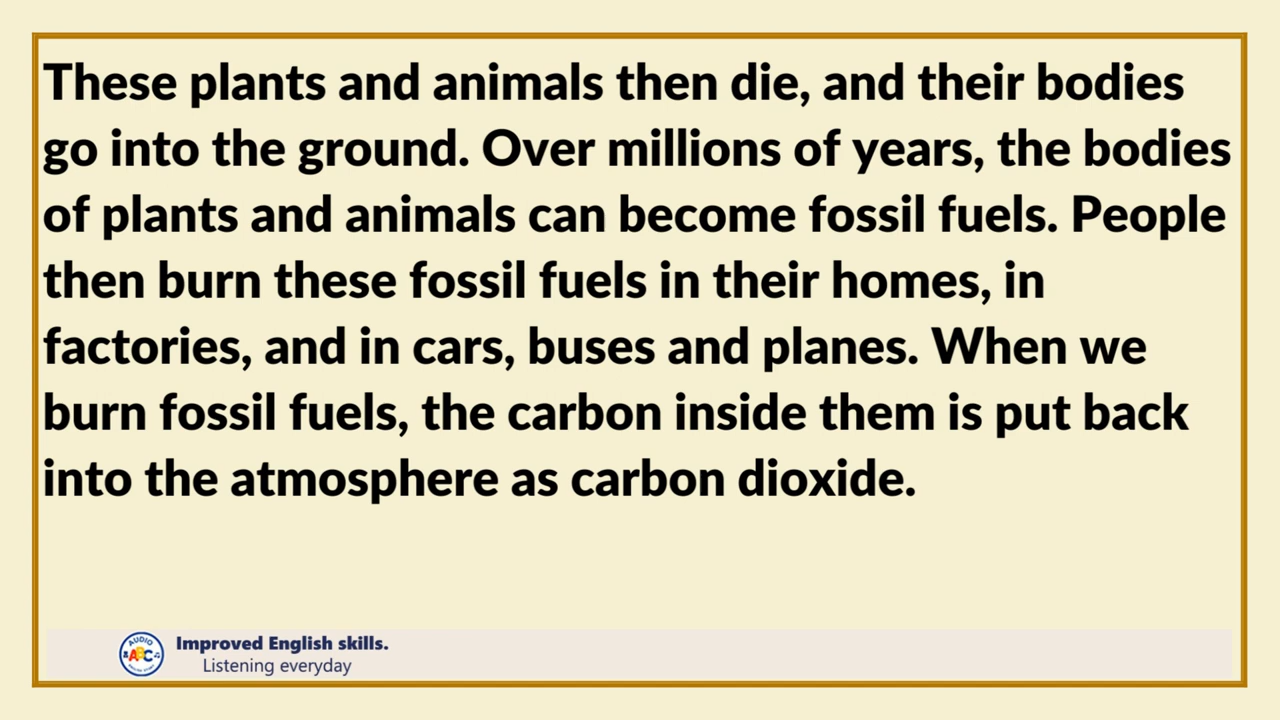 These plants and animals then die, and their bodies
go into the ground. Over millions of years, the bodies
of plants and animals can become fossil fuels. People
then burn these fossil fuels in their homes, in
factories, and in cars, buses and planes. When we
burn fossil fuels, the carbon inside them is put back
into the atmosphere as carbon dioxide.
AUDIO
ABC
Improved English skills.
Listening everyday